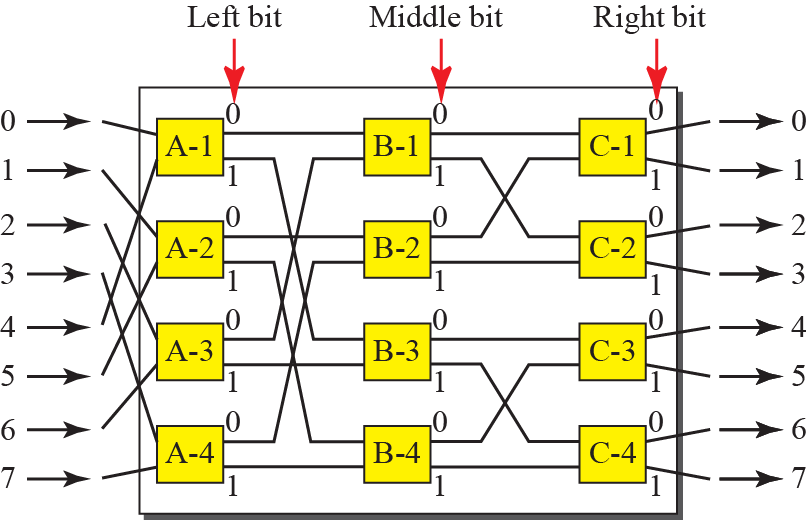 Left bit Middle bit Right bit
0 0 0
0 A-1 B-1 C-1 0
1 1 1
1 1
0 0 0
2 A-2 B-2 C-2 2
3 1 1 1 3
0 0 0
4 4
A-3 B-3 C-3
5 1 1 1 5
0 0 0
6 6
A-4 B-4 C-4
7 1 1 1 7